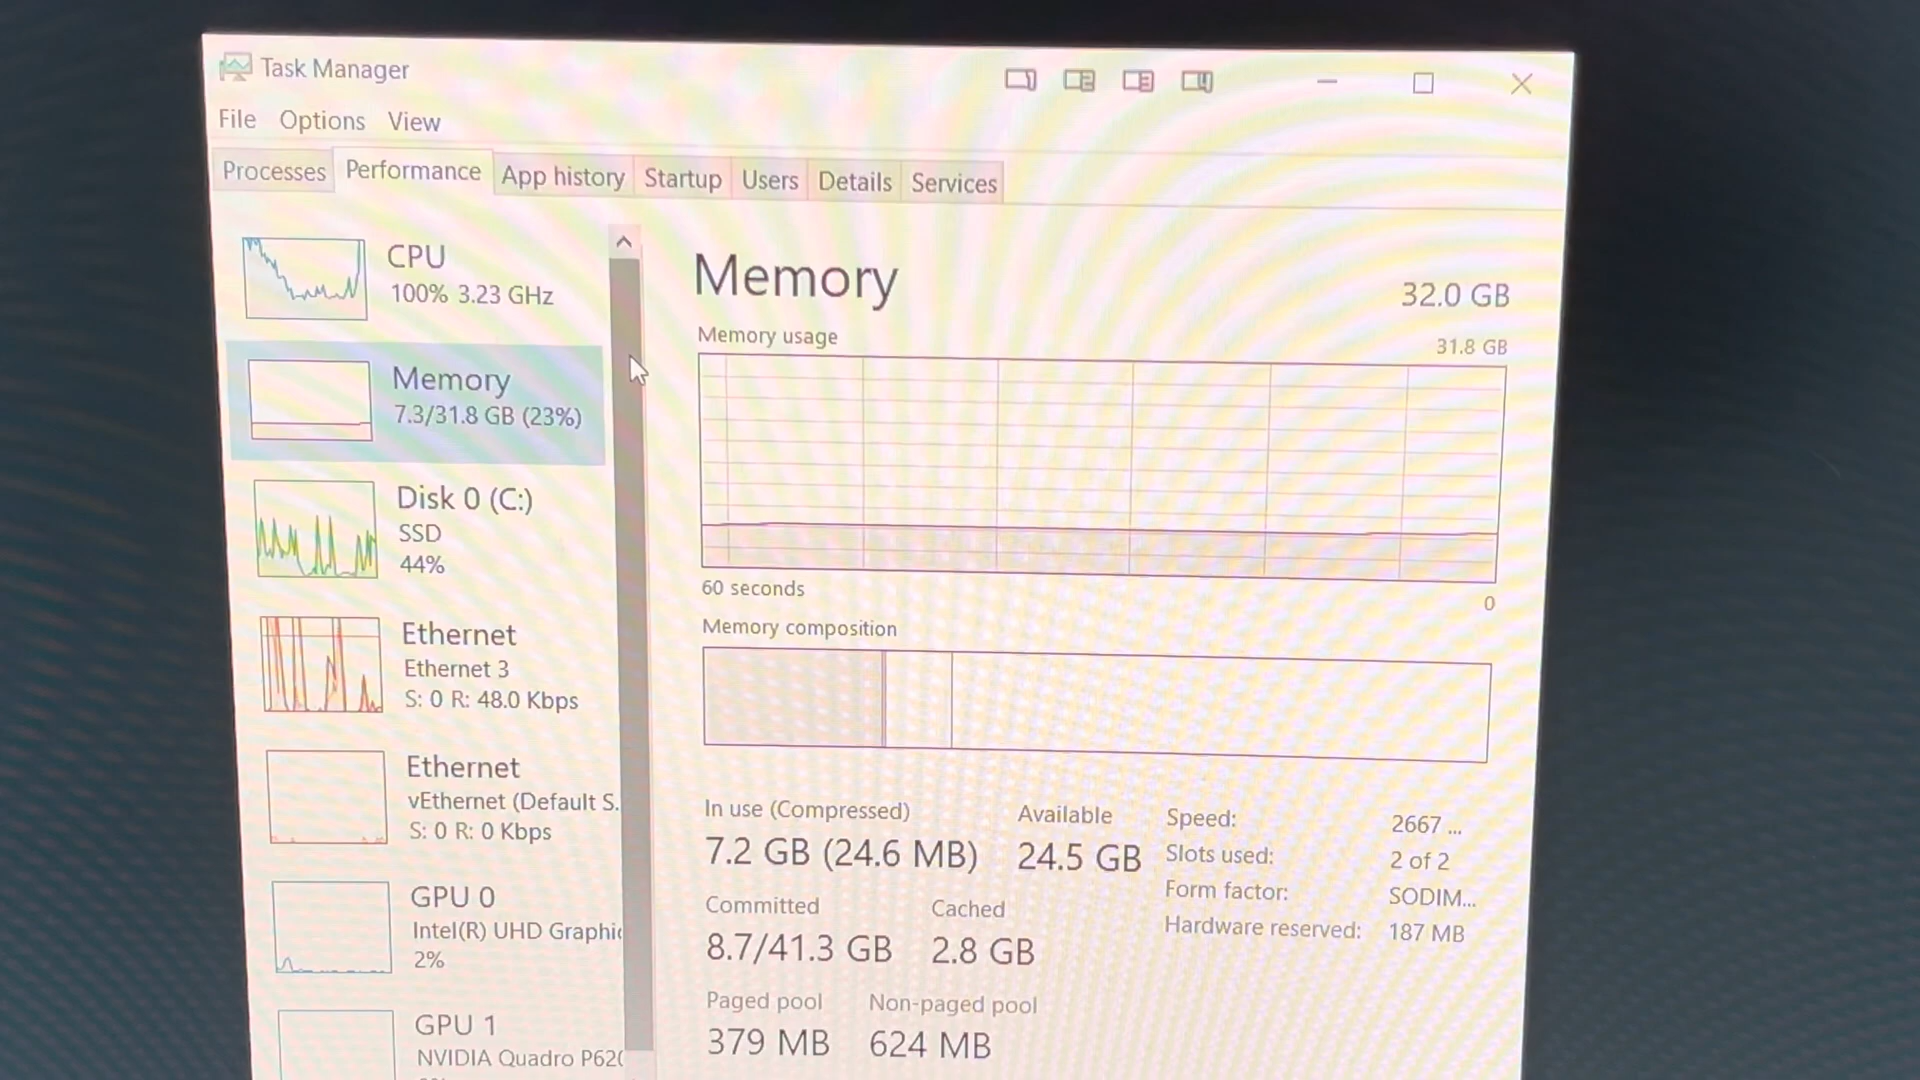 Task Manager
1 2 3 4
File Options View
Processes Performance App history Startup Users Details Services
CPU
100% 3.23 GHz
Memory
7.3/31.8 GB (23%)
Disk 0 (C:)
SSD
44%
Ethernet
Ethernet 3
S: 0 R: 48.0 Kbps
Ethernet
vEthernet (Default S.
S: 0 R: 0 Kbps
GPU 0
Intel(R) UHD Graphic
2%
GPU 1
NVIDIA Quadro P620
Memory
32.0 GB
Memory usage
31.8 GB
60 seconds
0
Memory composition
In use (Compressed)
7.2 GB (24.6 MB)
Available
24.5 GB
Committed
8.7/41.3 GB
Cached
2.8 GB
Paged pool
379 MB
Non-paged pool
624 MB
Speed: 2667 ...
Slots used: 2 of 2
Form factor: SODIM...
Hardware reserved: 187 MB